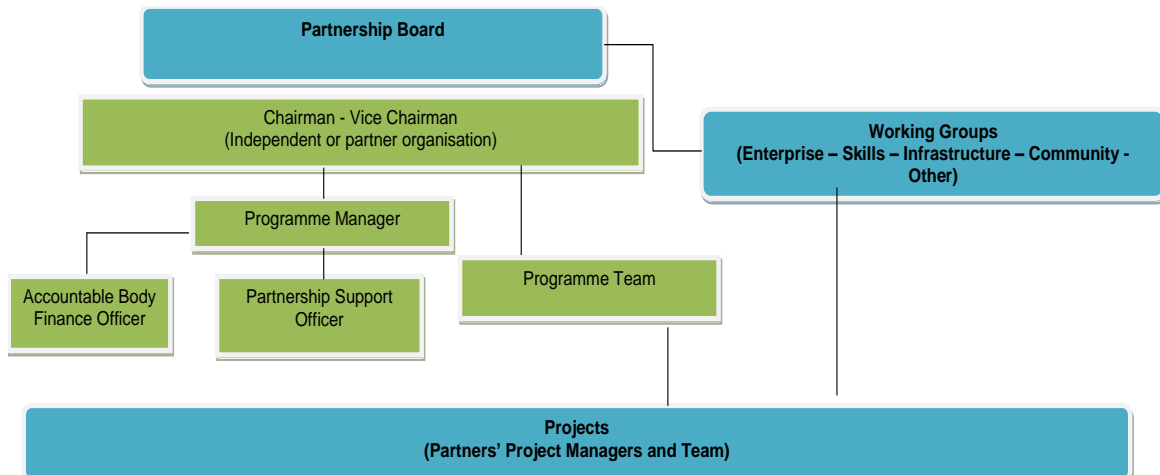 Partnership Board
Chairman - Vice Chairman
(Independent or partner organisation)
Working Groups
(Enterprise – Skills – Infrastructure – Community -
Other)
Programme Manager
Programme Team
Accountable Body
Finance Officer
Partnership Support
Officer
Projects
(Partners’ Project Managers and Team)